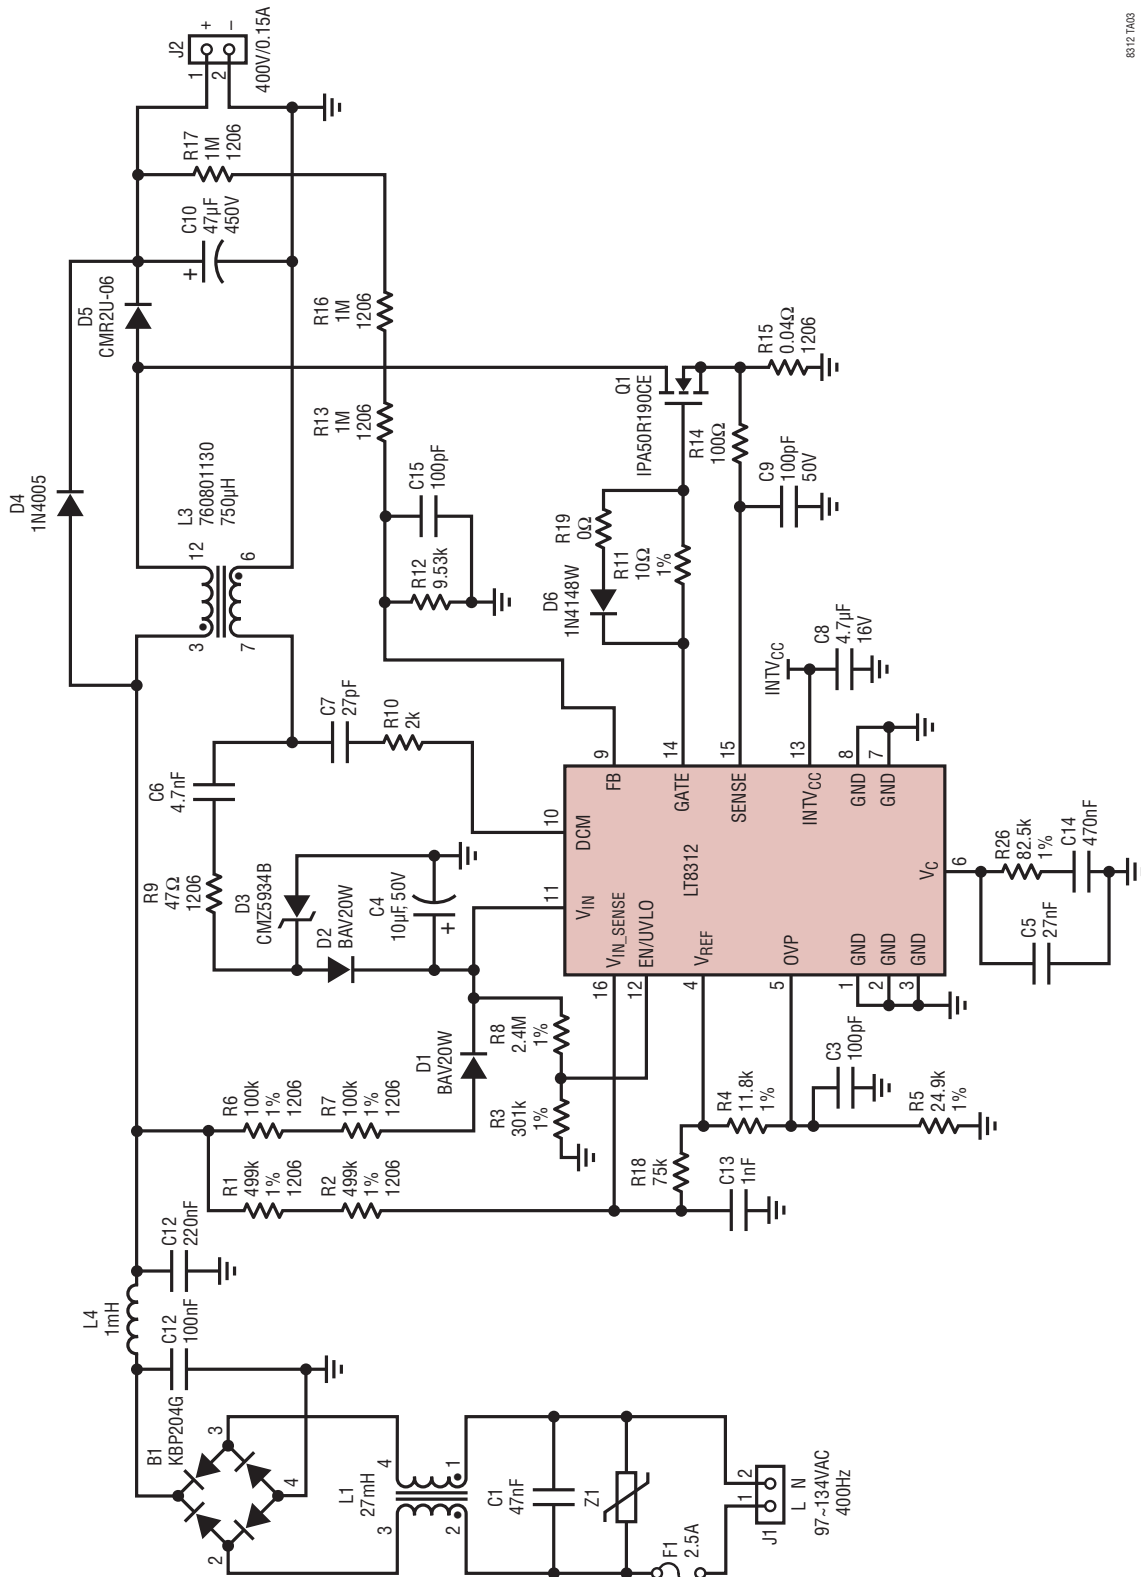 8312 TA03
J2
+
−
1
2
400V/0.15A
R17
1M
1206
C10
47µF
450V
+
D5
CMR2U-06
D4
1N4005
L3
760801130
750µH
12
6
3
7
R16
1M
1206
R13
1M
1206
C15
100pF
R12
9.53k
Q1
IPA50R190CE
R15
0.04Ω
1206
R14
100Ω
C9
100pF
50V
R19
0Ω
D6
1N4148W
R11
10Ω
1%
C7
27pF
R10
2k
C6
4.7nF
R9
47Ω
1206
D3
CMZ5934B
D2
BAV20W
C4
10µF, 50V
+
INTVCC
C8
4.7µF
16V
10
11
9
14
15
13
8
7
DCM
VIN
FB
GATE
SENSE
INTVCC
GND
GND
LT8312
VIN_SENSE
EN/UVLO
VREF
OVP
GND
GND
GND
VC
16
12
4
5
1
2
3
6
R26
82.5k
1%
C14
470nF
C5
27nF
D1
BAV20W
R8
2.4M
1%
R3
301k
1%
R6
100k
1%
1206
R7
100k
1%
1206
R1
499k
1%
1206
R2
499k
1%
1206
R18
75k
C13
1nF
R4
11.8k
1%
C3
100pF
R5
24.9k
1%
L4
1mH
C12
220nF
C12
100nF
B1
KBP204G
3
4
2
L1
27mH
4
3
1
2
C1
47nF
Z1
F1
2.5A
J1
1
2
L N
97~134VAC
400Hz